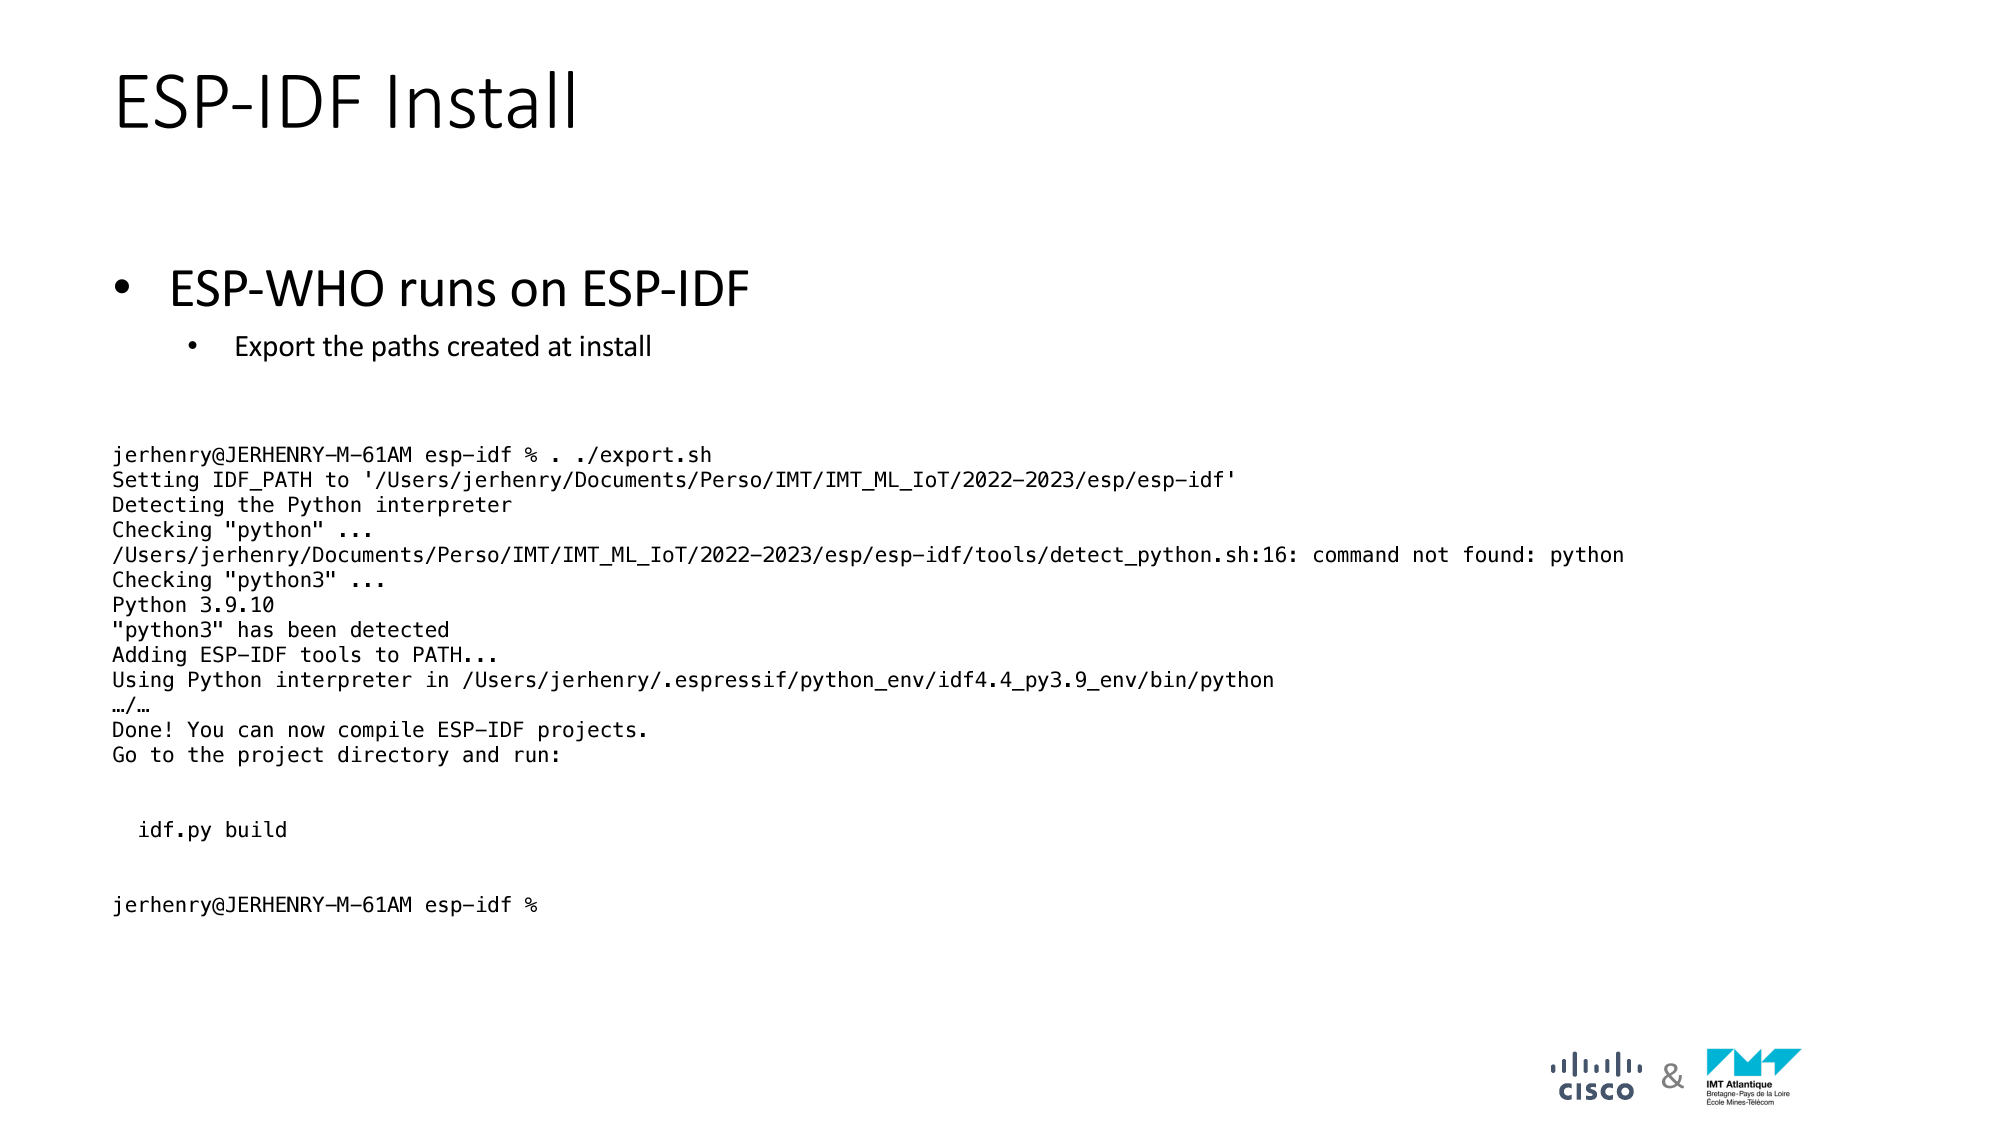 ESP-IDF Install
• ESP-WHO runs on ESP-IDF
• Export the paths created at install
jerhenry@JERHENRY-M-61AM esp-idf % . ./export.sh
Setting IDF_PATH to '/Users/jerhenry/Documents/Perso/IMT/IMT_ML_IoT/2022-2023/esp/esp-idf'
Detecting the Python interpreter
Checking "python" ...
/Users/jerhenry/Documents/Perso/IMT/IMT_ML_IoT/2022-2023/esp/esp-idf/tools/detect_python.sh:16: command not found: python
Checking "python3" ...
Python 3.9.10
"python3" has been detected
Adding ESP-IDF tools to PATH...
Using Python interpreter in /Users/jerhenry/.espressif/python_env/idf4.4_py3.9_env/bin/python
…/…
Done! You can now compile ESP-IDF projects.
Go to the project directory and run:
idf.py build
jerhenry@JERHENRY-M-61AM esp-idf %
CISCO & IMT
IMT Atlantique
Bretagne-Pays de la Loire
École Mines-Télécom